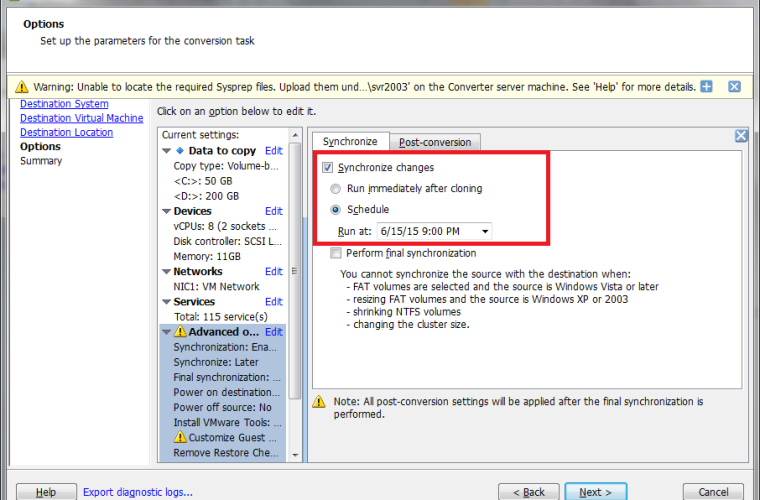 Options
Set up the parameters for the conversion task
Warning: Unable to locate the required Sysprep files. Upload them und...\svr2003' on the Converter server machine. See 'Help' for more details.
Destination System
Destination Virtual Machine
Destination Location
Options
Summary
Click on an option below to edit it.
Current settings:
Data to copy Edit
Copy type: Volume-b...
<C:>: 50 GB
<D:>: 200 GB
Devices Edit
vCPUs: 8 (2 sockets ...
Disk controller: SCSI L...
Memory: 11GB
Networks Edit
NIC1: VM Network
Services Edit
Total: 115 service(s)
Advanced o... Edit
Synchronization: Ena...
Synchronize: Later
Final synchronization: ...
Power on destination...
Power off source: No
Install VMware Tools: ...
Customize Guest ...
Remove Restore Che...
Synchronize Post-conversion
Synchronize changes
Run immediately after cloning
Schedule
Run at: 6/15/15 9:00 PM
Perform final synchronization
You cannot synchronize the source with the destination when:
- FAT volumes are selected and the source is Windows Vista or later
- resizing FAT volumes and the source is Windows XP or 2003
- shrinking NTFS volumes
- changing the cluster size.
Note: All post-conversion settings will be applied after the final synchronization is
performed.
Help Export diagnostic logs... < Back Next > Cancel